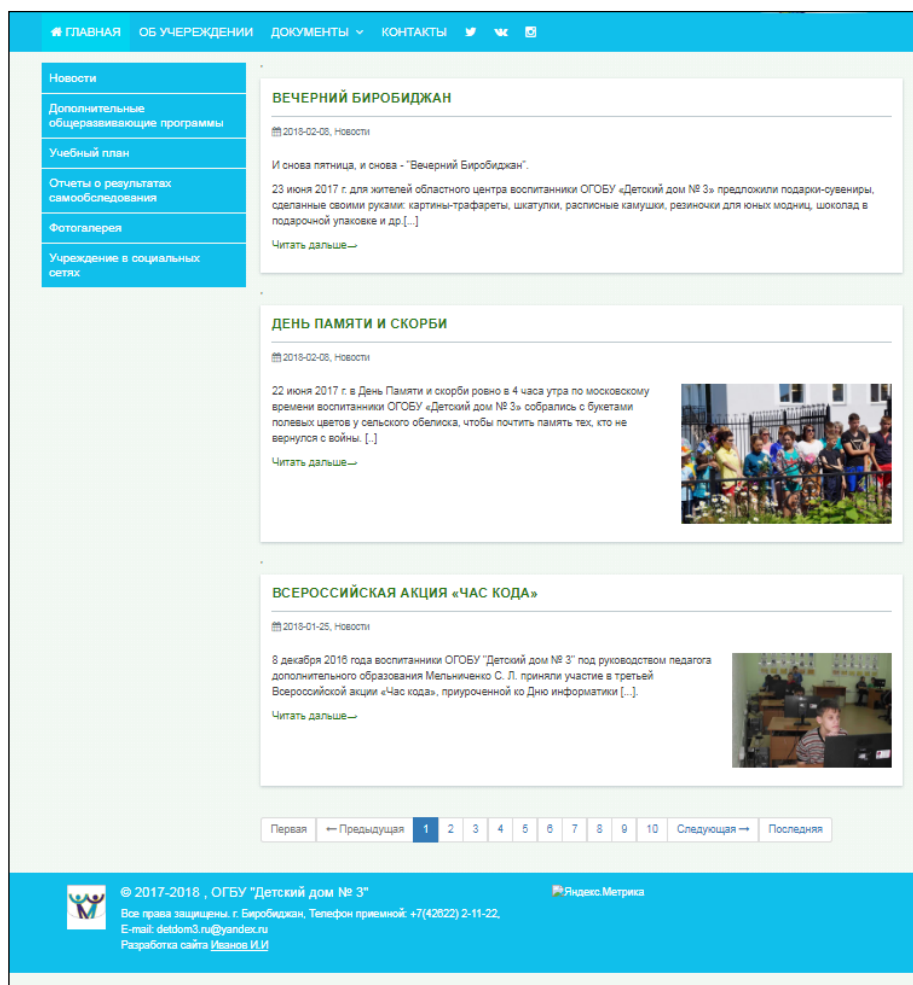 ГЛАВНАЯ ОБ УЧЕРЕЖДЕНИИ ДОКУМЕНТЫ КОНТАКТЫ
Новости
Дополнительные
общеразвивающие программы
Учебный план
Отчеты о результатах
самообследования
Фотогалерея
Учреждение в социальных
сетях
ВЕЧЕРНИЙ БИРОБИДЖАН
2018-02-08, Новости
И снова пятница, и снова - "Вечерний Биробиджан".
23 июня 2017 г. для жителей областного центра воспитанники ОГОБУ «Детский дом № 3» предложили подарки-сувениры,
сделанные своими руками: картины-трафареты, шкатулки, расписные камушки, резиночки для юных модниц, шоколад в
подарочной упаковке и др.[...]
Читать дальше
ДЕНЬ ПАМЯТИ И СКОРБИ
2018-02-08, Новости
22 июня 2017 г. в День Памяти и скорби ровно в 4 часа утра по московскому
времени воспитанники ОГОБУ «Детский дом № 3» собрались с букетами
полевых цветов у сельского обелиска, чтобы почтить память тех, кто не
вернулся с войны. [..]
Читать дальше
ВСЕРОССИЙСКАЯ АКЦИЯ «ЧАС КОДА»
2018-01-25, Новости
8 декабря 2016 года воспитанники ОГОБУ "Детский дом № 3" под руководством педагога
дополнительного образования Мельниченко С. Л. приняли участие в третьей
Всероссийской акции «Час кода», приуроченной ко Дню информатики [...].
Читать дальше
Первая ←Предыдущая 1 2 3 4 5 6 7 8 9 10 Следующая→ Последняя
© 2017-2018 , ОГБУ "Детский дом № 3"
Все права защищены. г. Биробиджан, Телефон приемной: +7(42622) 2-11-22,
E-mail: detdom3.ru@yandex.ru
Разработка сайта Иванов И.И
Яндекс.Метрика